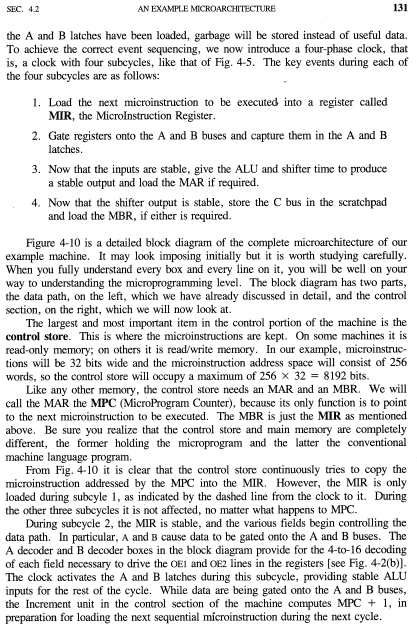 SEC. 4.2 AN EXAMPLE MICROARCHITECTURE 131
the A and B latches have been loaded, garbage will be stored instead of useful data.
To achieve the correct event sequencing, we now introduce a four-phase clock, that
is, a clock with four subcycles, like that of Fig. 4-5. The key events during each of
the four subcycles are as follows:
1. Load the next microinstruction to be executed into a register called
MIR, the MicroInstruction Register.
2. Gate registers onto the A and B buses and capture them in the A and B
latches.
3. Now that the inputs are stable, give the ALU and shifter time to produce
a stable output and load the MAR if required.
4. Now that the shifter output is stable, store the C bus in the scratchpad
and load the MBR, if either is required.
Figure 4-10 is a detailed block diagram of the complete microarchitecture of our
example machine. It may look imposing initially but it is worth studying carefully.
When you fully understand every box and every line on it, you will be well on your
way to understanding the microprogramming level. The block diagram has two parts,
the data path, on the left, which we have already discussed in detail, and the control
section, on the right, which we will now look at.
The largest and most important item in the control portion of the machine is the
control store. This is where the microinstructions are kept. On some machines it is
read-only memory; on others it is read/write memory. In our example, microinstruc-
tions will be 32 bits wide and the microinstruction address space will consist of 256
words, so the control store will occupy a maximum of 256 × 32 = 8192 bits.
Like any other memory, the control store needs an MAR and an MBR. We will
call the MAR the MPC (MicroProgram Counter), because its only function is to point
to the next microinstruction to be executed. The MBR is just the MIR as mentioned
above. Be sure you realize that the control store and main memory are completely
different, the former holding the microprogram and the latter the conventional
machine language program.
From Fig. 4-10 it is clear that the control store continuously tries to copy the
microinstruction addressed by the MPC into the MIR. However, the MIR is only
loaded during subcyle 1, as indicated by the dashed line from the clock to it. During
the other three subcycles it is not affected, no matter what happens to MPC.
During subcycle 2, the MIR is stable, and the various fields begin controlling the
data path. In particular, A and B cause data to be gated onto the A and B buses. The
A decoder and B decoder boxes in the block diagram provide for the 4-to-16 decoding
of each field necessary to drive the OE1 and OE2 lines in the registers [see Fig. 4-2(b)].
The clock activates the A and B latches during this subcycle, providing stable ALU
inputs for the rest of the cycle. While data are being gated onto the A and B buses,
the Increment unit in the control section of the machine computes MPC + 1, in
preparation for loading the next sequential microinstruction during the next cycle.